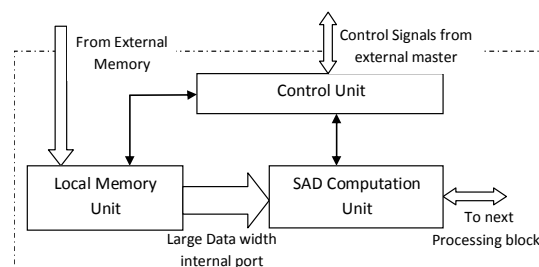 From External
Memory
Control Signals from
external master
Control Unit
Local Memory
Unit
SAD Computation
Unit
Large Data width
internal port
To next
Processing block